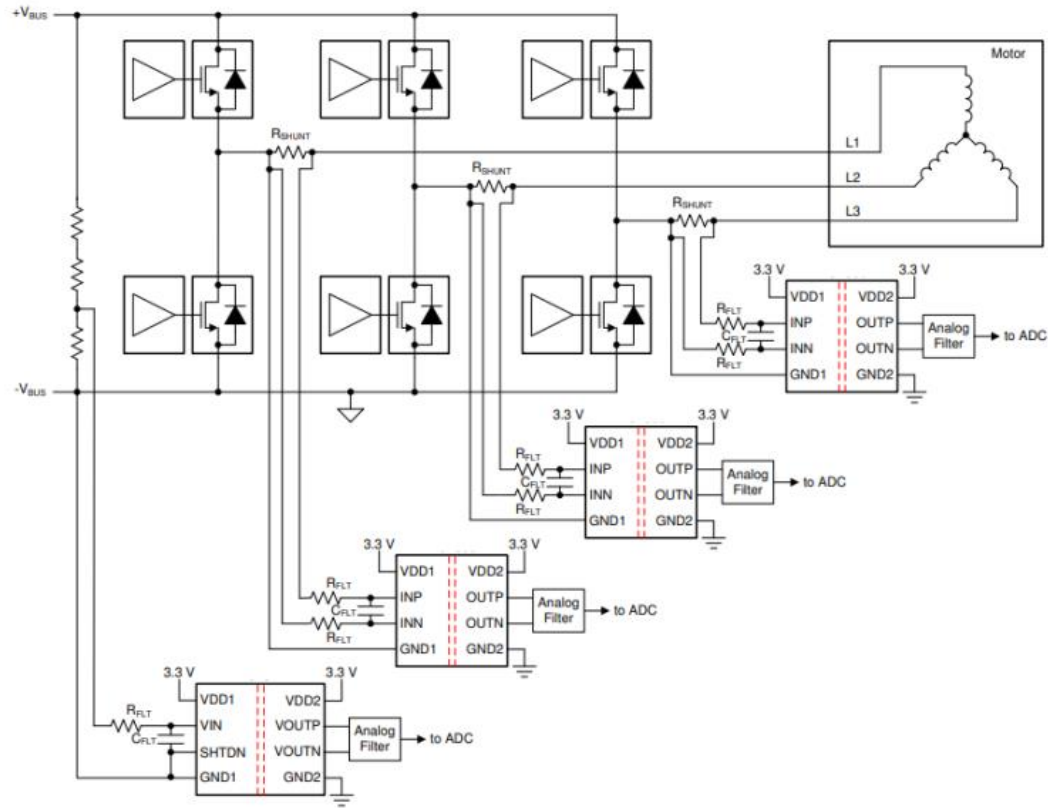 +VBUS
Motor
RSHUNT
L1
RSHUNT
L2
RSHUNT
L3
3.3 V
3.3 V
VDD1
VDD2
RFLT
INP
OUTP
CFLT
Analog
Filter
to ADC
INN
OUTN
RFLT
GND1
GND2
-VBUS
3.3 V
3.3 V
VDD1
VDD2
RFLT
INP
OUTP
CFLT
Analog
Filter
to ADC
INN
OUTN
RFLT
GND1
GND2
3.3 V
3.3 V
VDD1
VDD2
RFLT
INP
OUTP
CFLT
Analog
Filter
to ADC
INN
OUTN
RFLT
GND1
GND2
3.3 V
3.3 V
VDD1
VDD2
RFLT
VIN
VOUTP
CFLT
Analog
Filter
to ADC
SHTDN
VOUTN
GND1
GND2